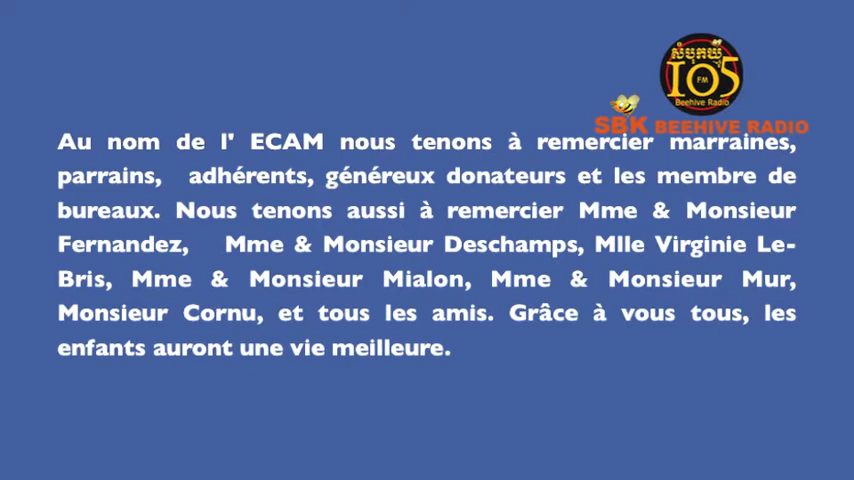 សំបុកឃ្មុំ
105
FM
Beehive Radio
SBK BEEHIVE RADIO
Au nom de l' ECAM nous tenons à remercier marraines,
parrains, adhérents, généreux donateurs et les membre de
bureaux. Nous tenons aussi à remercier Mme & Monsieur
Fernandez, Mme & Monsieur Deschamps, Mlle Virginie Le-
Bris, Mme & Monsieur Mialon, Mme & Monsieur Mur,
Monsieur Cornu, et tous les amis. Grâce à vous tous, les
enfants auront une vie meilleure.